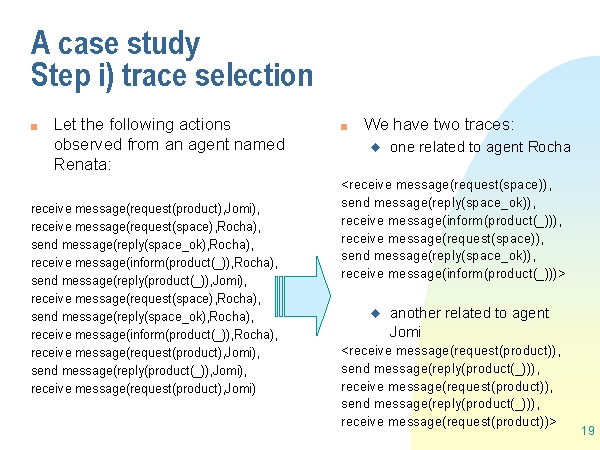 A case study
Step i) trace selection
Let the following actions
observed from an agent named
Renata:
receive message(request(product),Jomi),
receive message(request(space),Rocha),
send message(reply(space_ok),Rocha),
receive message(inform(product(_)),Rocha),
send message(reply(product(_)),Jomi),
receive message(request(space),Rocha),
send message(reply(space_ok),Rocha),
receive message(inform(product(_)),Rocha),
receive message(request(product),Jomi),
send message(reply(product(_)),Jomi),
receive message(request(product),Jomi)
We have two traces:
one related to agent Rocha
<receive message(request(space)),
send message(reply(space_ok)),
receive message(inform(product(_))),
receive message(request(space)),
send message(reply(space_ok)),
receive message(inform(product(_)))>
another related to agent
Jomi
<receive message(request(product)),
send message(reply(product(_))),
receive message(request(product)),
send message(reply(product(_))),
receive message(request(product))>
19